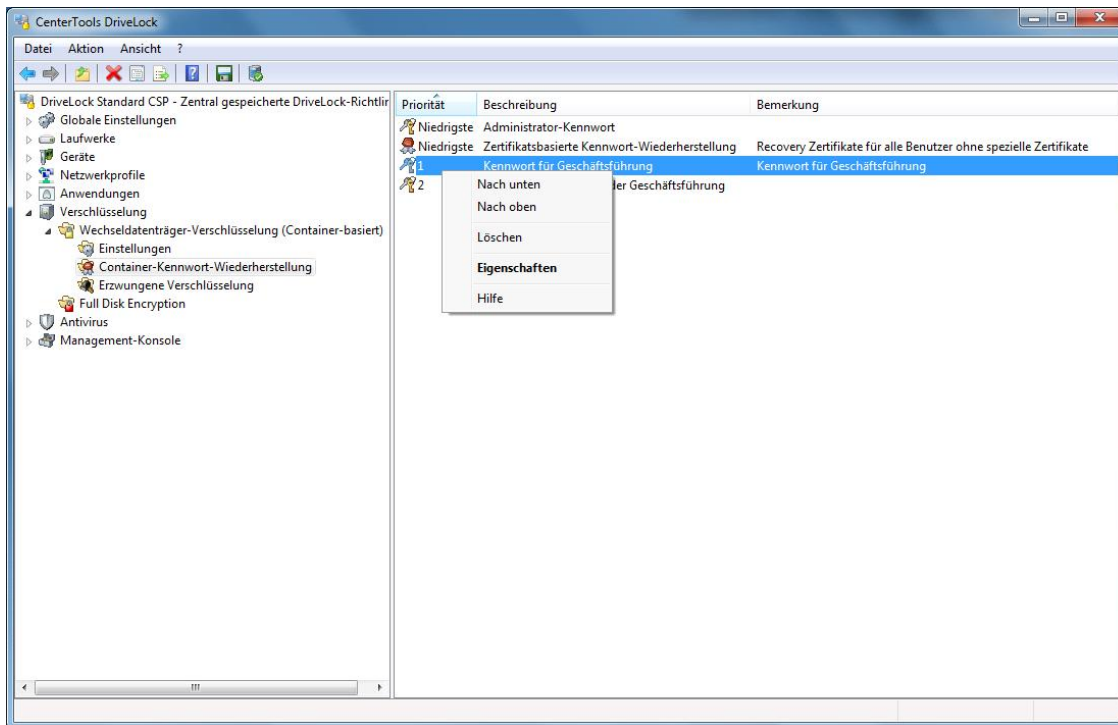 CenterTools DriveLock
Datei Aktion Ansicht ?
DriveLock Standard CSP - Zentral gespeicherte DriveLock-Richtlir
Globale Einstellungen
Laufwerke
Geräte
Netzwerkprofile
Anwendungen
Verschlüsselung
Wechseldatenträger-Verschlüsselung (Container-basiert)
Einstellungen
Container-Kennwort-Wiederherstellung
Erzwungene Verschlüsselung
Full Disk Encryption
Antivirus
Management-Konsole
Priorität Beschreibung Bemerkung
Niedrigste Administrator-Kennwort
Niedrigste Zertifikatsbasierte Kennwort-Wiederherstellung Recovery Zertifikate für alle Benutzer ohne spezielle Zertifikate
1 Kennwort für Geschäftsführung Kennwort für Geschäftsführung
2 der Geschäftsführung
Nach unten
Nach oben
Löschen
Eigenschaften
Hilfe